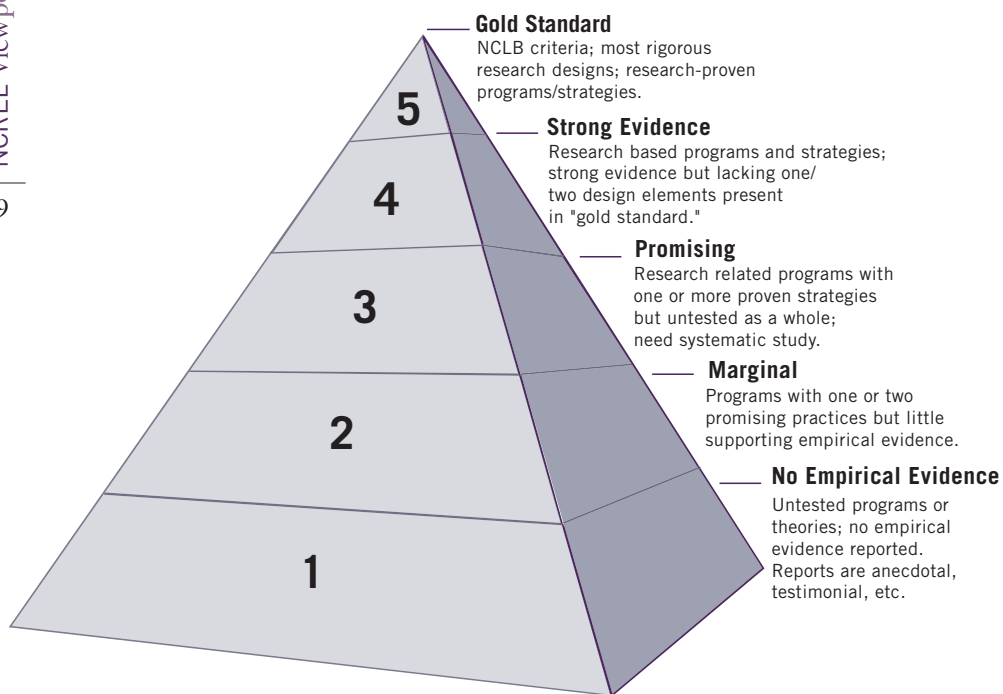 NCREL Viewpo
9
Gold Standard
NCLB criteria; most rigorous
research designs; research-proven
programs/strategies.
5
Strong Evidence
Research based programs and strategies;
strong evidence but lacking one/
two design elements present
in "gold standard."
4
Promising
Research related programs with
one or more proven strategies
but untested as a whole;
need systematic study.
3
Marginal
Programs with one or two
promising practices but little
supporting empirical evidence.
2
No Empirical Evidence
Untested programs or
theories; no empirical
evidence reported.
Reports are anecdotal,
testimonial, etc.
1